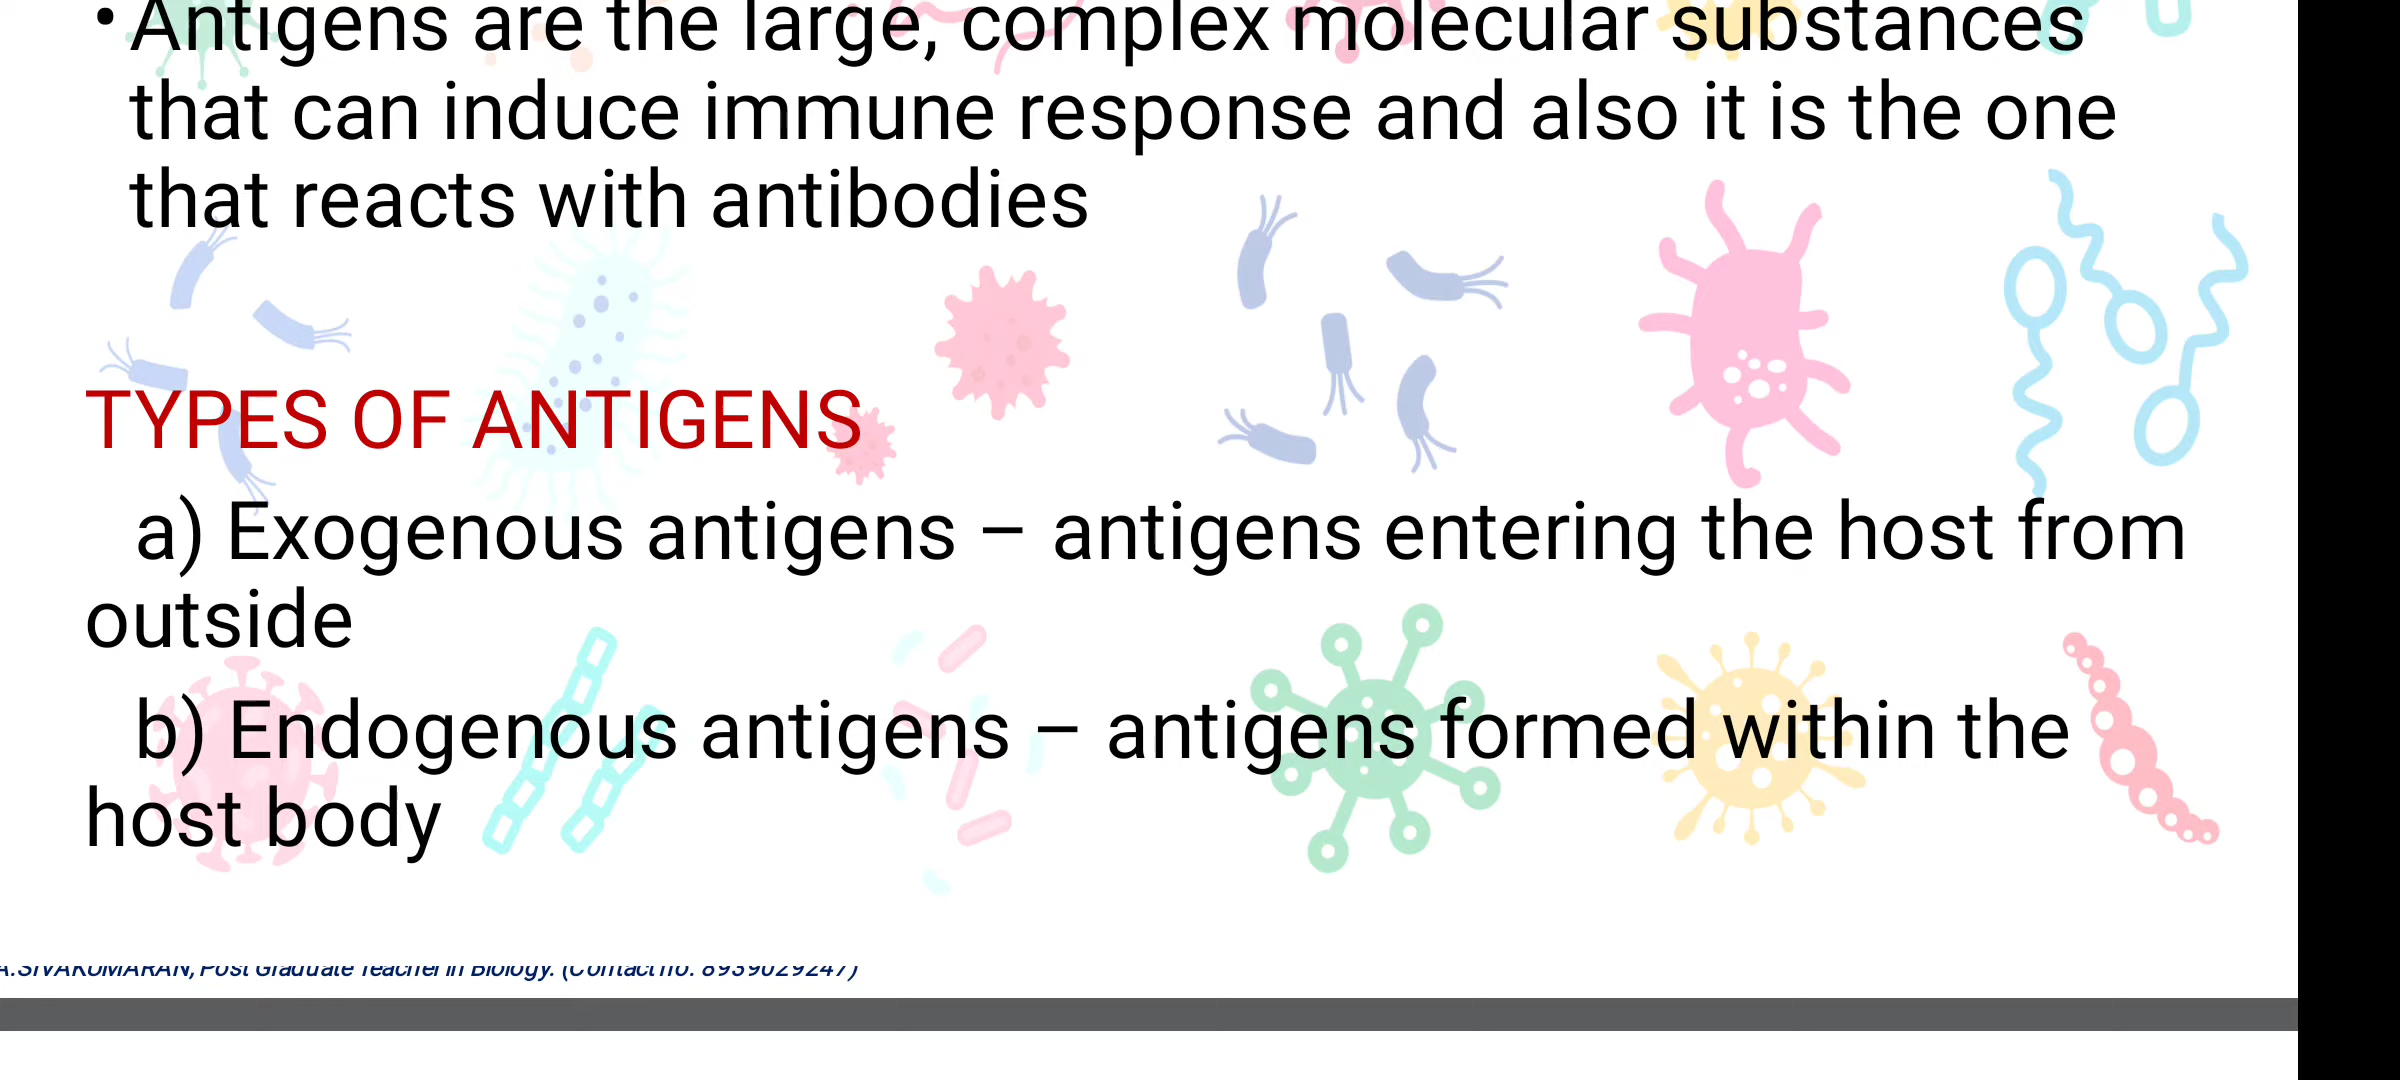 • Antigens are the large, complex molecular substances
that can induce immune response and also it is the one
that reacts with antibodies
TYPES OF ANTIGENS
a) Exogenous antigens – antigens entering the host from
outside
b) Endogenous antigens – antigens formed within the
host body
A.SIVAKUMARAN, Post Graduate Teacher in Biology. (Contact no. 8939029247)